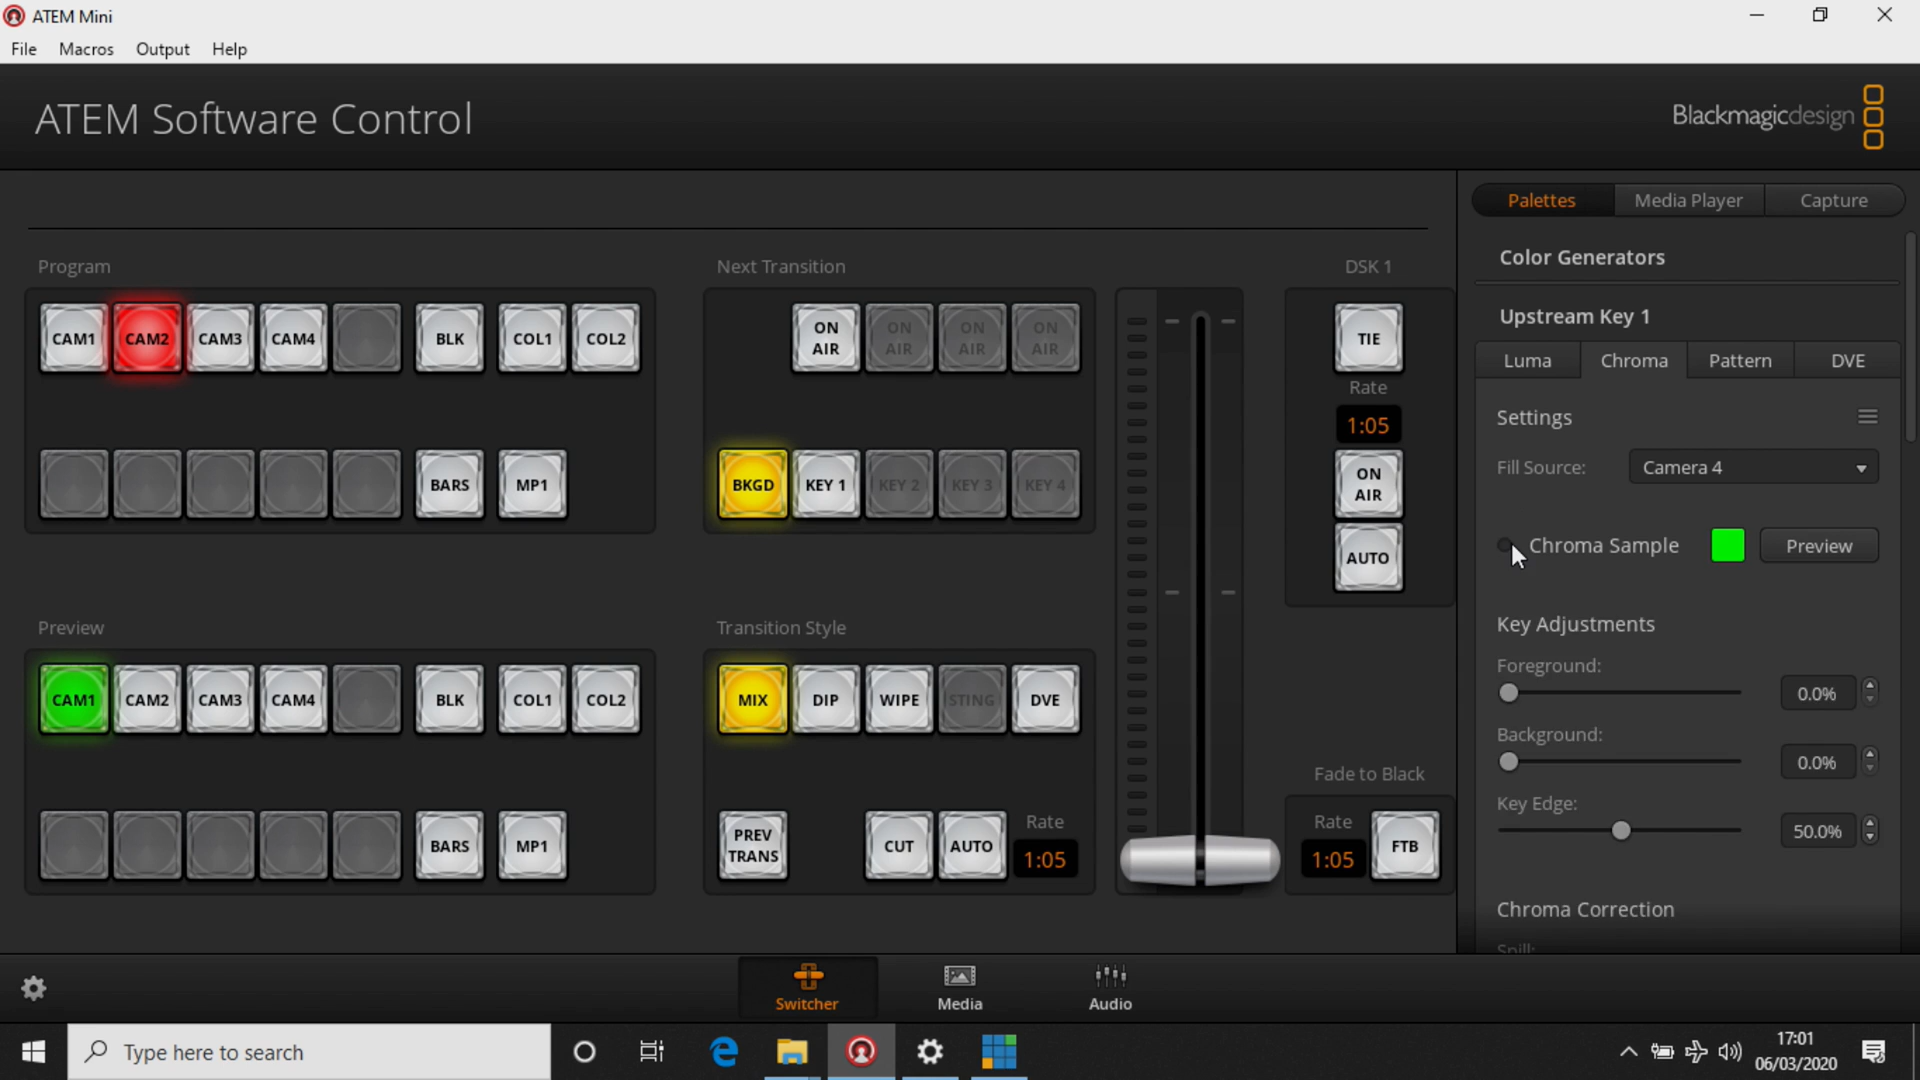 ATEM Mini
File Macros Output Help
ATEM Software Control
Blackmagicdesign
Palettes Media Player Capture
Color Generators
Upstream Key 1
Luma Chroma Pattern DVE
Settings
Fill Source: Camera 4
Chroma Sample Preview
Key Adjustments
Foreground:
0.0%
Background:
0.0%
Key Edge:
50.0%
Chroma Correction
Spill:
Program
CAM1 CAM2 CAM3 CAM4 BLK COL1 COL2
BARS MP1
Next Transition
ON AIR ON AIR ON AIR ON AIR
BKGD KEY 1 KEY 2 KEY 3 KEY 4
DSK 1
TIE
Rate
1:05
ON AIR
AUTO
Preview
CAM1 CAM2 CAM3 CAM4 BLK COL1 COL2
BARS MP1
Transition Style
MIX DIP WIPE STING DVE
PREV TRANS CUT AUTO Rate 1:05
Fade to Black
Rate
1:05 FTB
Switcher Media Audio
Type here to search
17:01
06/03/2020